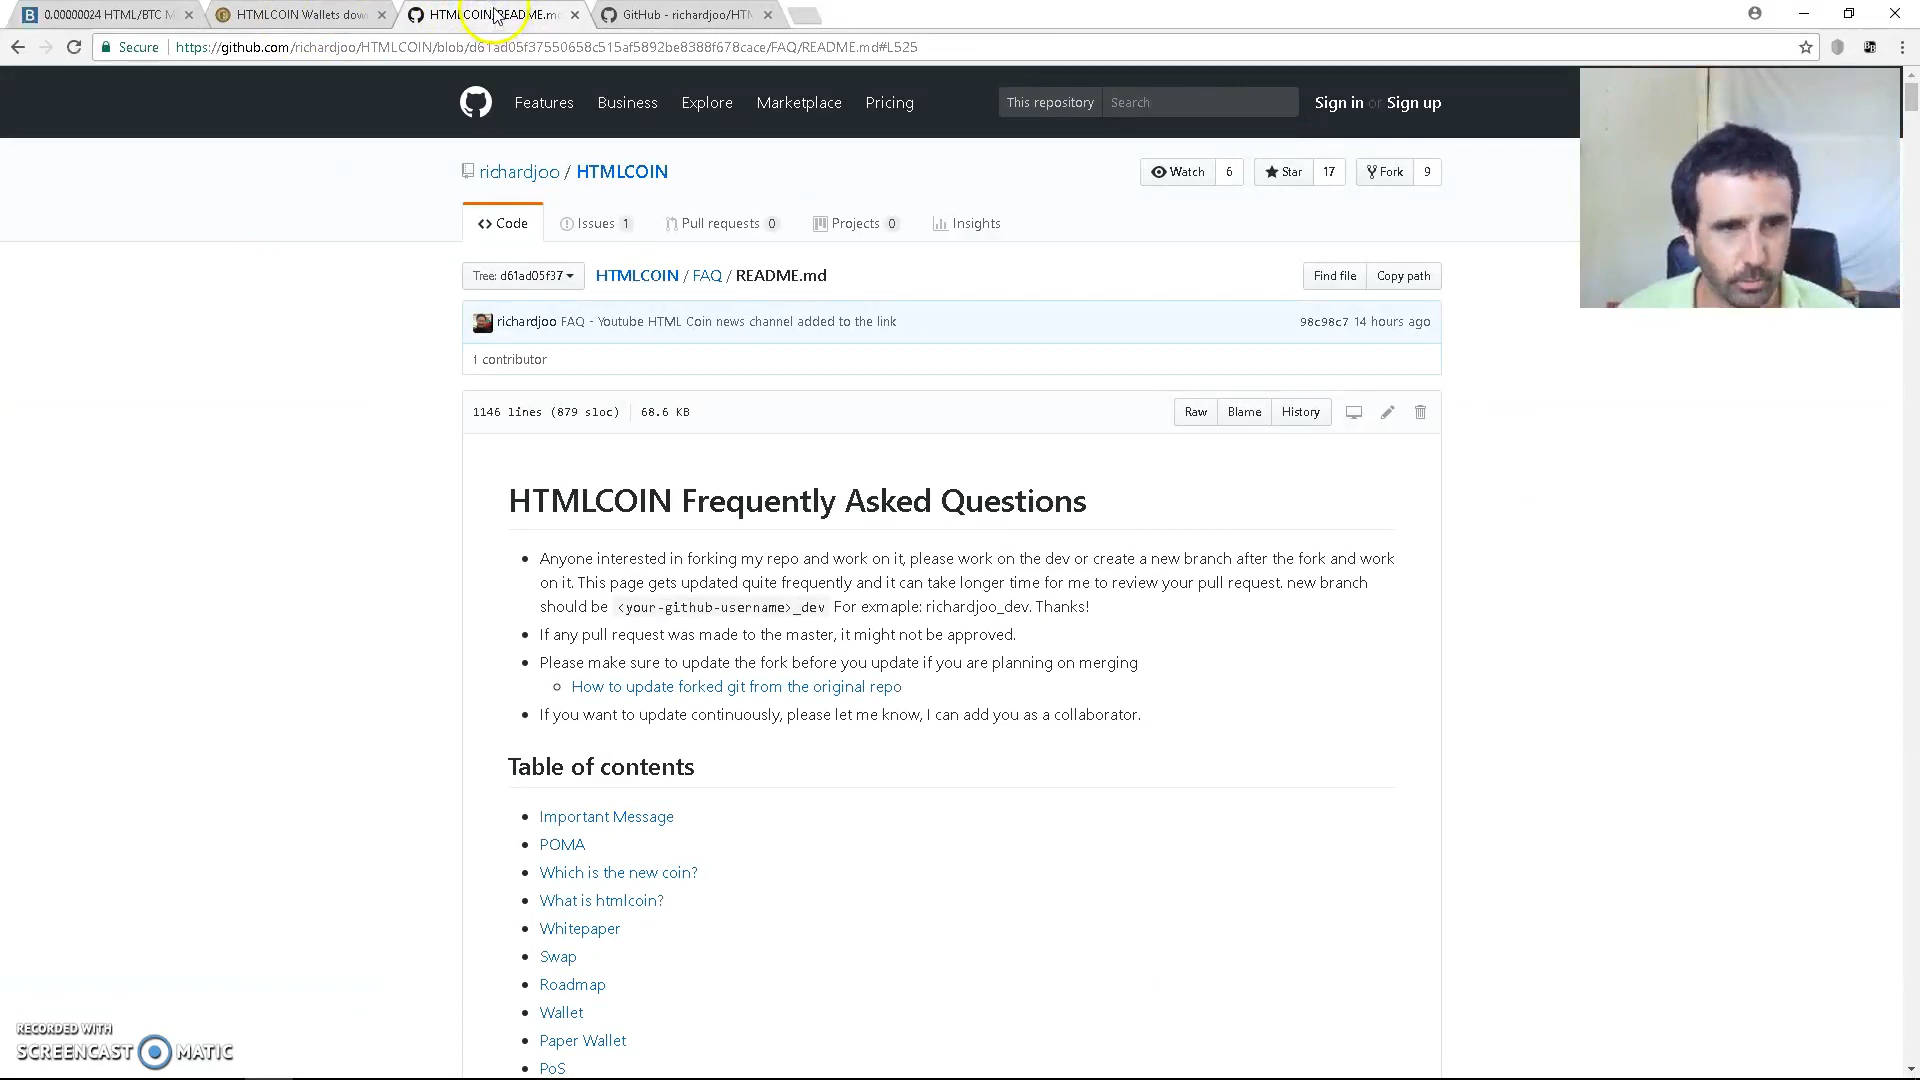 0.00000024 HTML/BTC M
HTMLCOIN Wallets dow
HTMLCOIN/README.m
GitHub - richardjoo/HTM
Secure https://github.com/richardjoo/HTMLCOIN/blob/d61ad05f37550658c515af5892be8388f678cace/FAQ/README.md#L525
Features Business Explore Marketplace Pricing This repository Search Sign in or Sign up
richardjoo / HTMLCOIN Watch 6 Star 17 Fork 9
Code Issues 1 Pull requests 0 Projects 0 Insights
Tree: d61ad05f37 HTMLCOIN / FAQ / README.md Find file Copy path
richardjoo FAQ - Youtube HTML Coin news channel added to the link 98c98c7 14 hours ago
1 contributor
1146 lines (879 sloc) 68.6 KB Raw Blame History
HTMLCOIN Frequently Asked Questions
Anyone interested in forking my repo and work on it, please work on the dev or create a new branch after the fork and work
on it. This page gets updated quite frequently and it can take longer time for me to review your pull request. new branch
should be <your-github-username>_dev For exmaple: richardjoo_dev. Thanks!
If any pull request was made to the master, it might not be approved.
Please make sure to update the fork before you update if you are planning on merging
How to update forked git from the original repo
If you want to update continuously, please let me know, I can add you as a collaborator.
Table of contents
Important Message
POMA
Which is the new coin?
What is htmlcoin?
Whitepaper
Swap
Roadmap
Wallet
Paper Wallet
PoS
RECORDED WITH
SCREENCAST MATIC